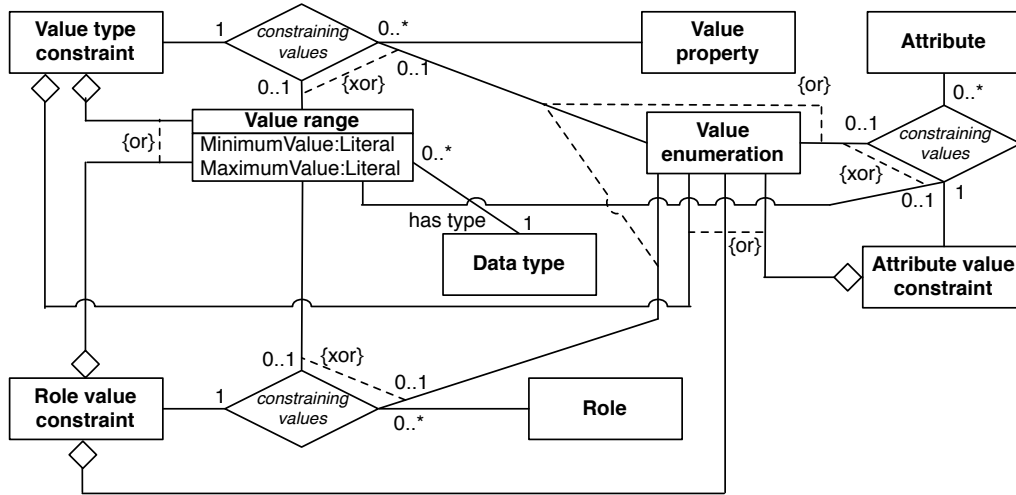 Value type
constraint
1
constraining
values
0..*
0..1
0..1
{xor}
Value
property
Attribute
0..*
{or}
Value range
MinimumValue:Literal
MaximumValue:Literal
{or}
0..*
has type
1
Data type
Value
enumeration
0..1
constraining
values
{xor}
0..1
1
{or}
Attribute value
constraint
0..1
{xor}
0..1
Role value
constraint
1
constraining
values
0..*
Role